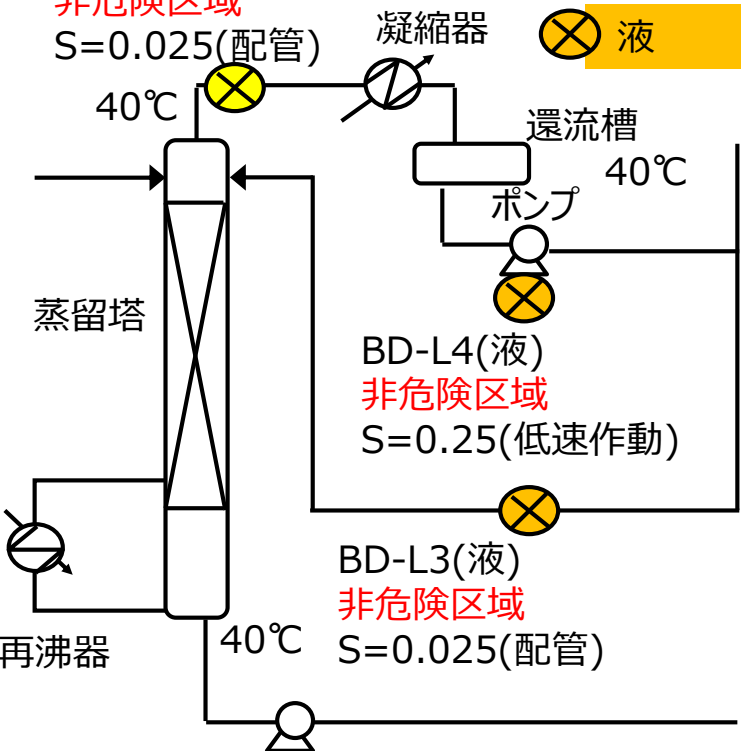 非危険区域
S=0.025(配管)
凝縮器
液
40℃
還流槽
40℃
ポンプ
蒸留塔
BD-L4(液)
非危険区域
S=0.25(低速作動)
BD-L3(液)
非危険区域
S=0.025(配管)
40℃
再沸器